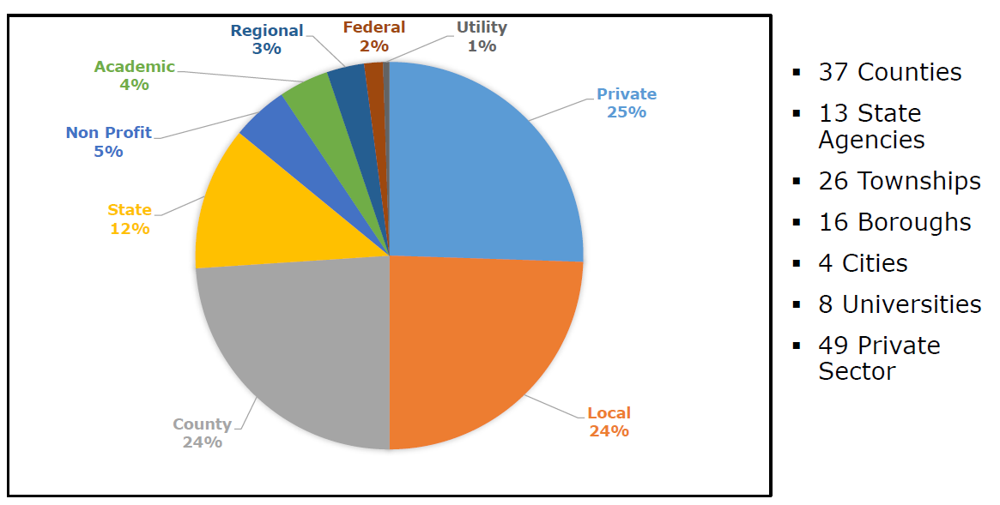 Regional
3%
Federal
2%
Utility
1%
Academic
4%
Private
25%
Non Profit
5%
State
12%
County
24%
Local
24%
▪ 37 Counties
▪ 13 State
Agencies
▪ 26 Townships
▪ 16 Boroughs
▪ 4 Cities
▪ 8 Universities
▪ 49 Private
Sector